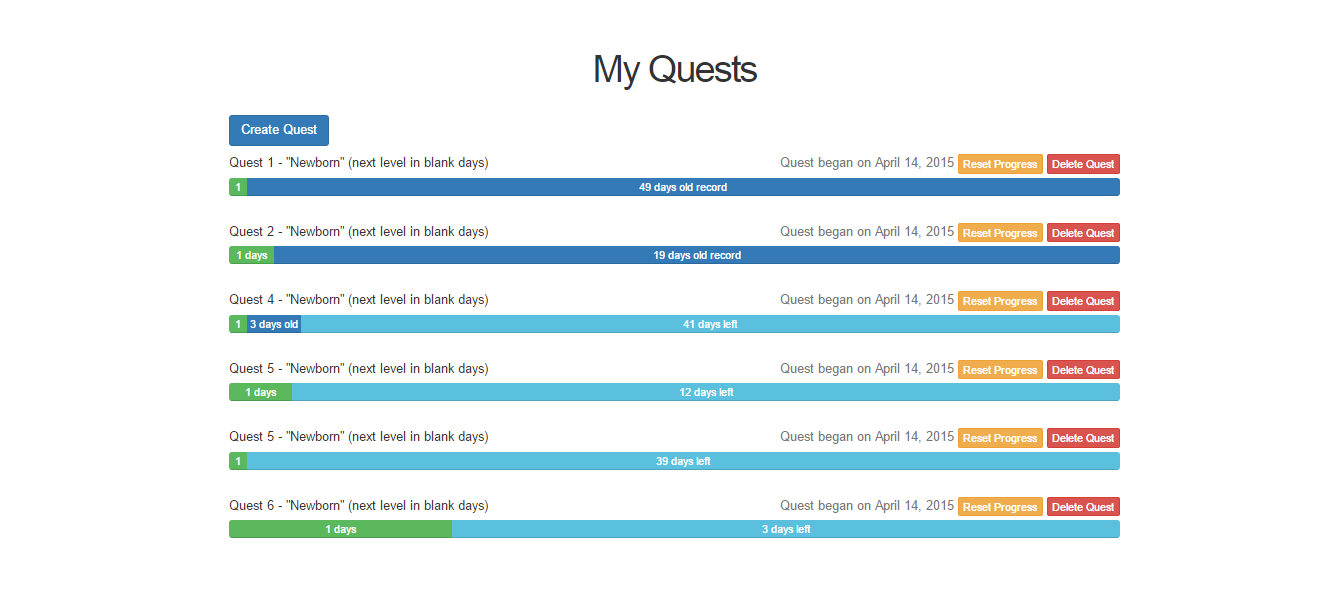 My Quests
Create Quest
Quest 1 - "Newborn" (next level in blank days) Quest began on April 14, 2015 Reset Progress Delete Quest
1 49 days old record
Quest 2 - "Newborn" (next level in blank days) Quest began on April 14, 2015 Reset Progress Delete Quest
1 days 19 days old record
Quest 4 - "Newborn" (next level in blank days) Quest began on April 14, 2015 Reset Progress Delete Quest
1 3 days old 41 days left
Quest 5 - "Newborn" (next level in blank days) Quest began on April 14, 2015 Reset Progress Delete Quest
1 days 12 days left
Quest 5 - "Newborn" (next level in blank days) Quest began on April 14, 2015 Reset Progress Delete Quest
1 39 days left
Quest 6 - "Newborn" (next level in blank days) Quest began on April 14, 2015 Reset Progress Delete Quest
1 days 3 days left